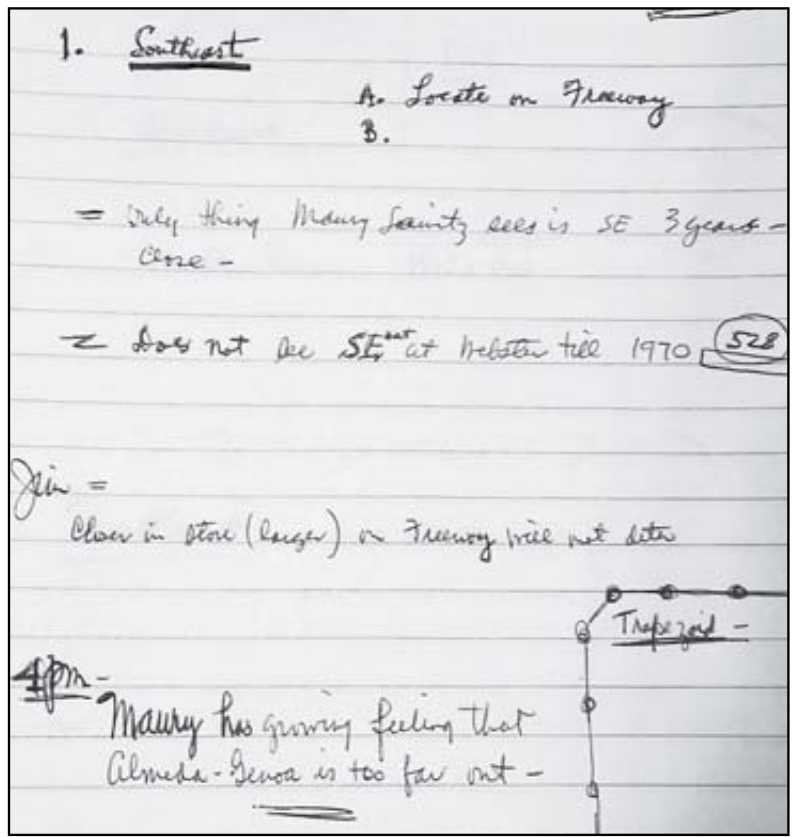 1. Southeast
A. Locate on Freeway
B.
= Only thing Maury sees is SE 3 years –
Close –
= Does not see SE at Webster till 1970 528
Jim =
Closer in store (larger) on Freeway will not deter
Trapezoid –
4pm –
Maury has growing feeling that
Almeda-Genoa is too far out –